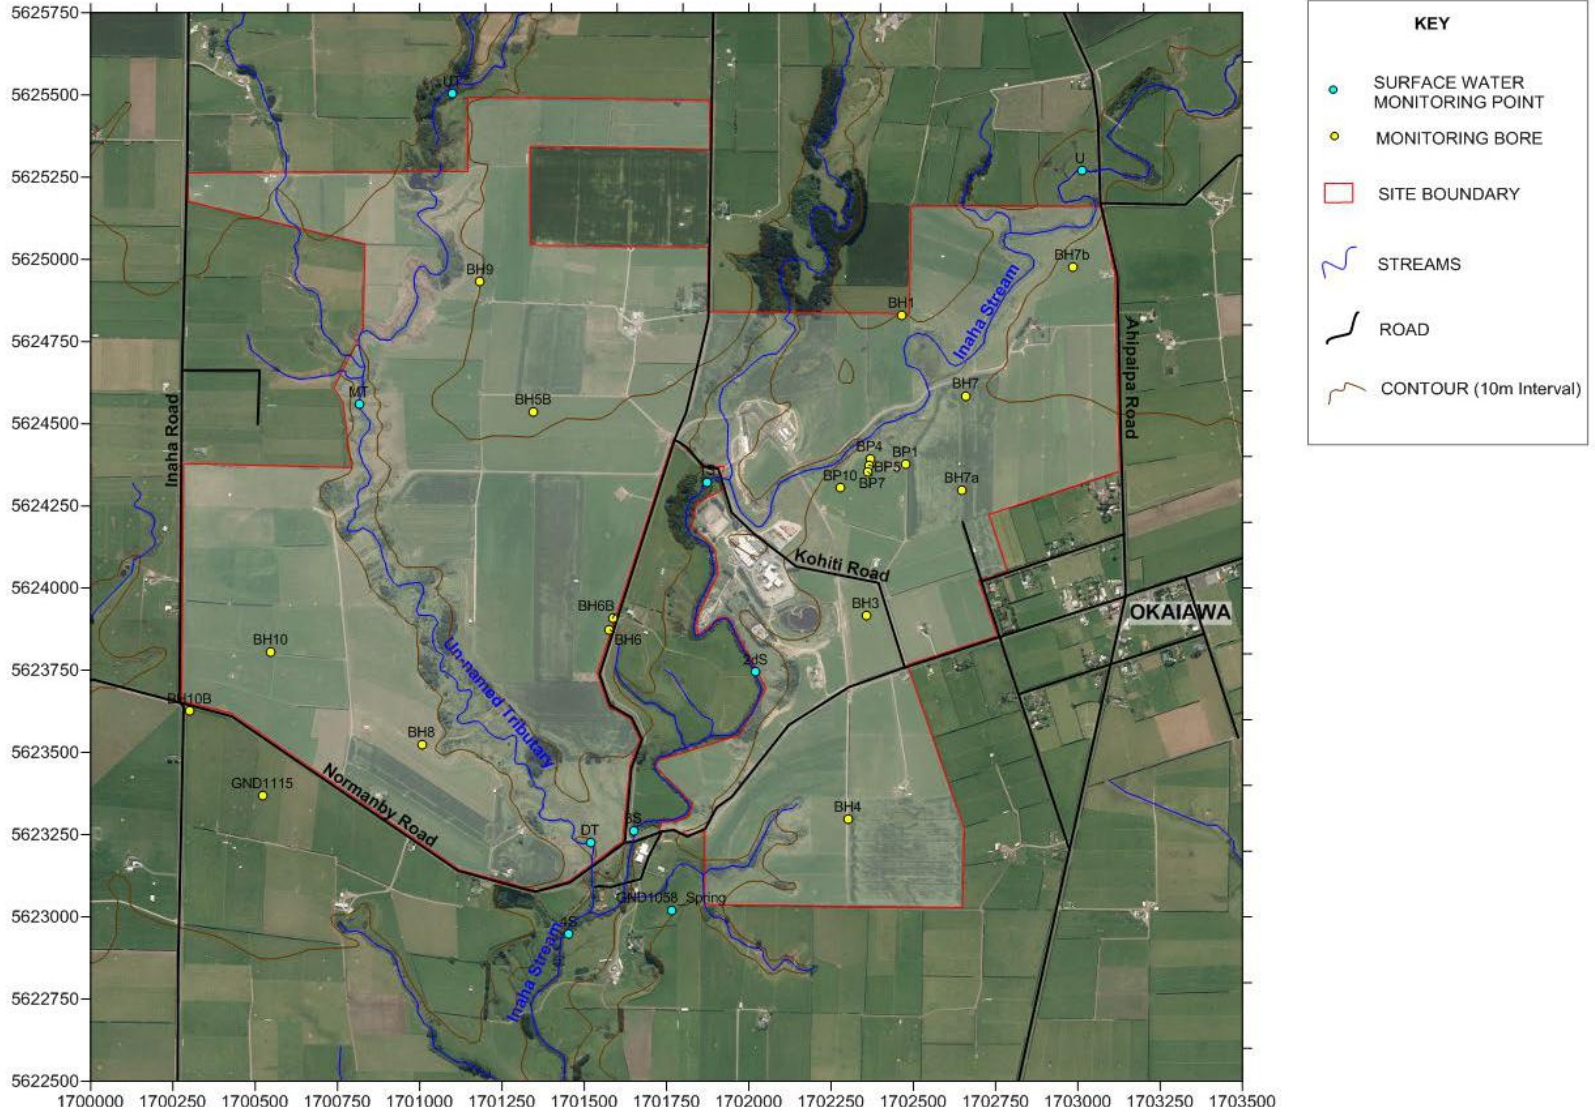 5625750
5625500
5625250
5625000
5624750
5624500
5624250
5624000
5623750
5623500
5623250
5623000
5622750
5622500
1700000 1700250 1700500 1700750 1701000 1701250 1701500 1701750 1702000 1702250 1702500 1702750 1703000 1703250 1703500
UT
U
BH9
BH7b
BH1
Inaha Stream
Ahipaipa Road
MT
BH5B
BH7
Inaha Road
BP4
BP1
BP5
BP10
BP7
BH7a
Kohiti Road
BH6B
BH6
BH3
OKAIAWA
BH10
Un-named Tributary
2dS
BH10B
BH8
GND1115
Normanby Road
BH4
DT
GND1058_Spring
4S
Inaha Stream
KEY
SURFACE WATER
MONITORING POINT
MONITORING BORE
SITE BOUNDARY
STREAMS
ROAD
CONTOUR (10m Interval)